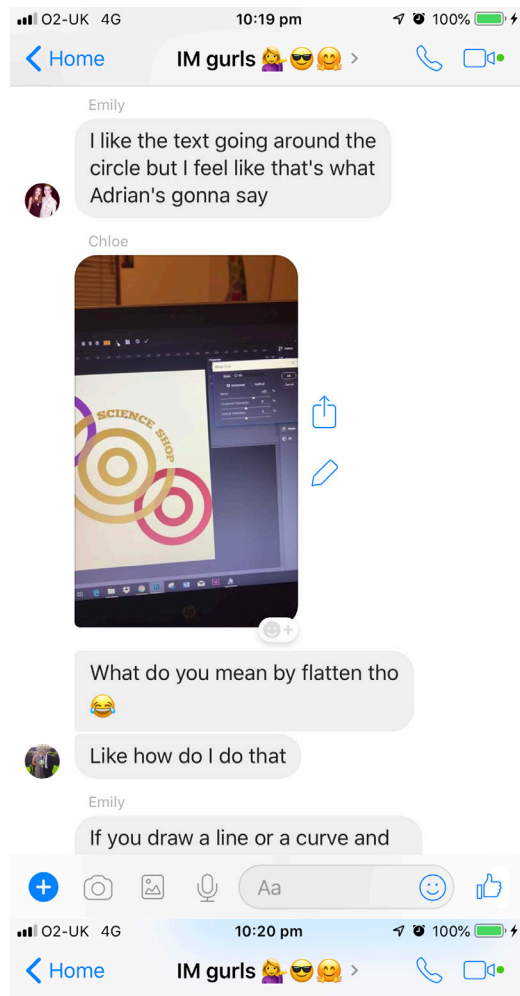 O2-UK 4G 10:19 pm 100%
Home IM gurls 💁‍♀️😎🤗
Emily
I like the text going around the
circle but I feel like that's what
Adrian's gonna say
Chloe
SCIENCE SHOP
What do you mean by flatten tho
😂
Like how do I do that
Emily
If you draw a line or a curve and
Aa
O2-UK 4G 10:20 pm 100%
Home IM gurls 💁‍♀️😎🤗